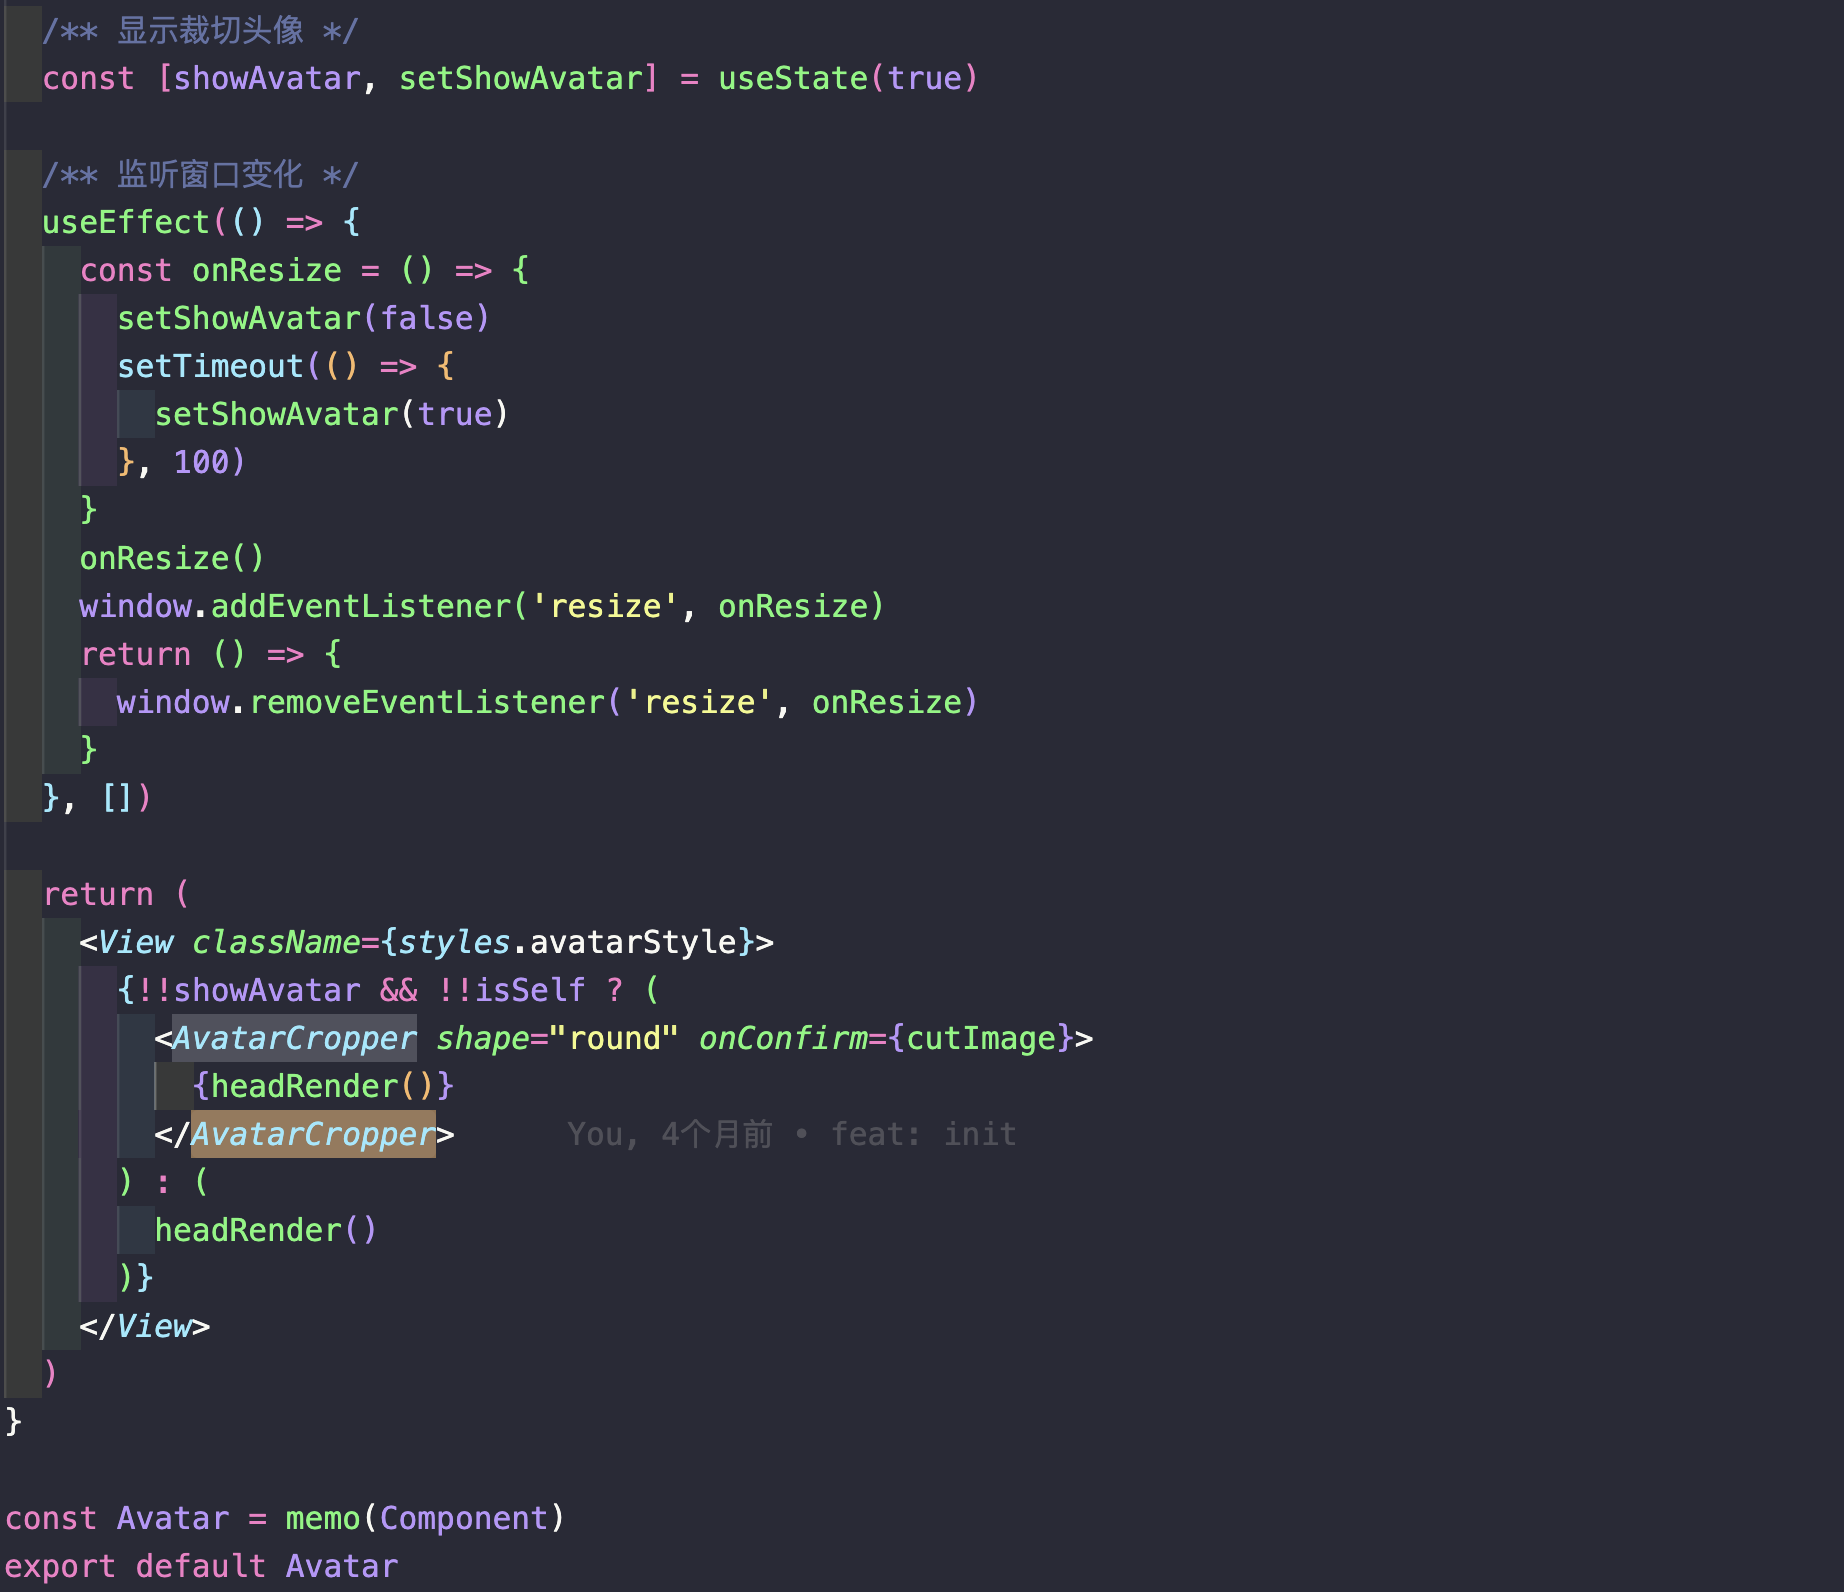 /** 显示裁切头像 */
const [showAvatar, setShowAvatar] = useState(true)
/** 监听窗口变化 */
useEffect(() => {
const onResize = () => {
setShowAvatar(false)
setTimeout(() => {
setShowAvatar(true)
}, 100)
}
onResize()
window.addEventListener('resize', onResize)
return () => {
window.removeEventListener('resize', onResize)
}
}, [])
return (
<View className={styles.avatarStyle}>
{!!showAvatar && !!isSelf ? (
<AvatarCropper shape="round" onConfirm={cutImage}>
{headRender()}
</AvatarCropper> You, 4个月前 • feat: init
) : (
headRender()
)}
</View>
)
}
const Avatar = memo(Component)
export default Avatar